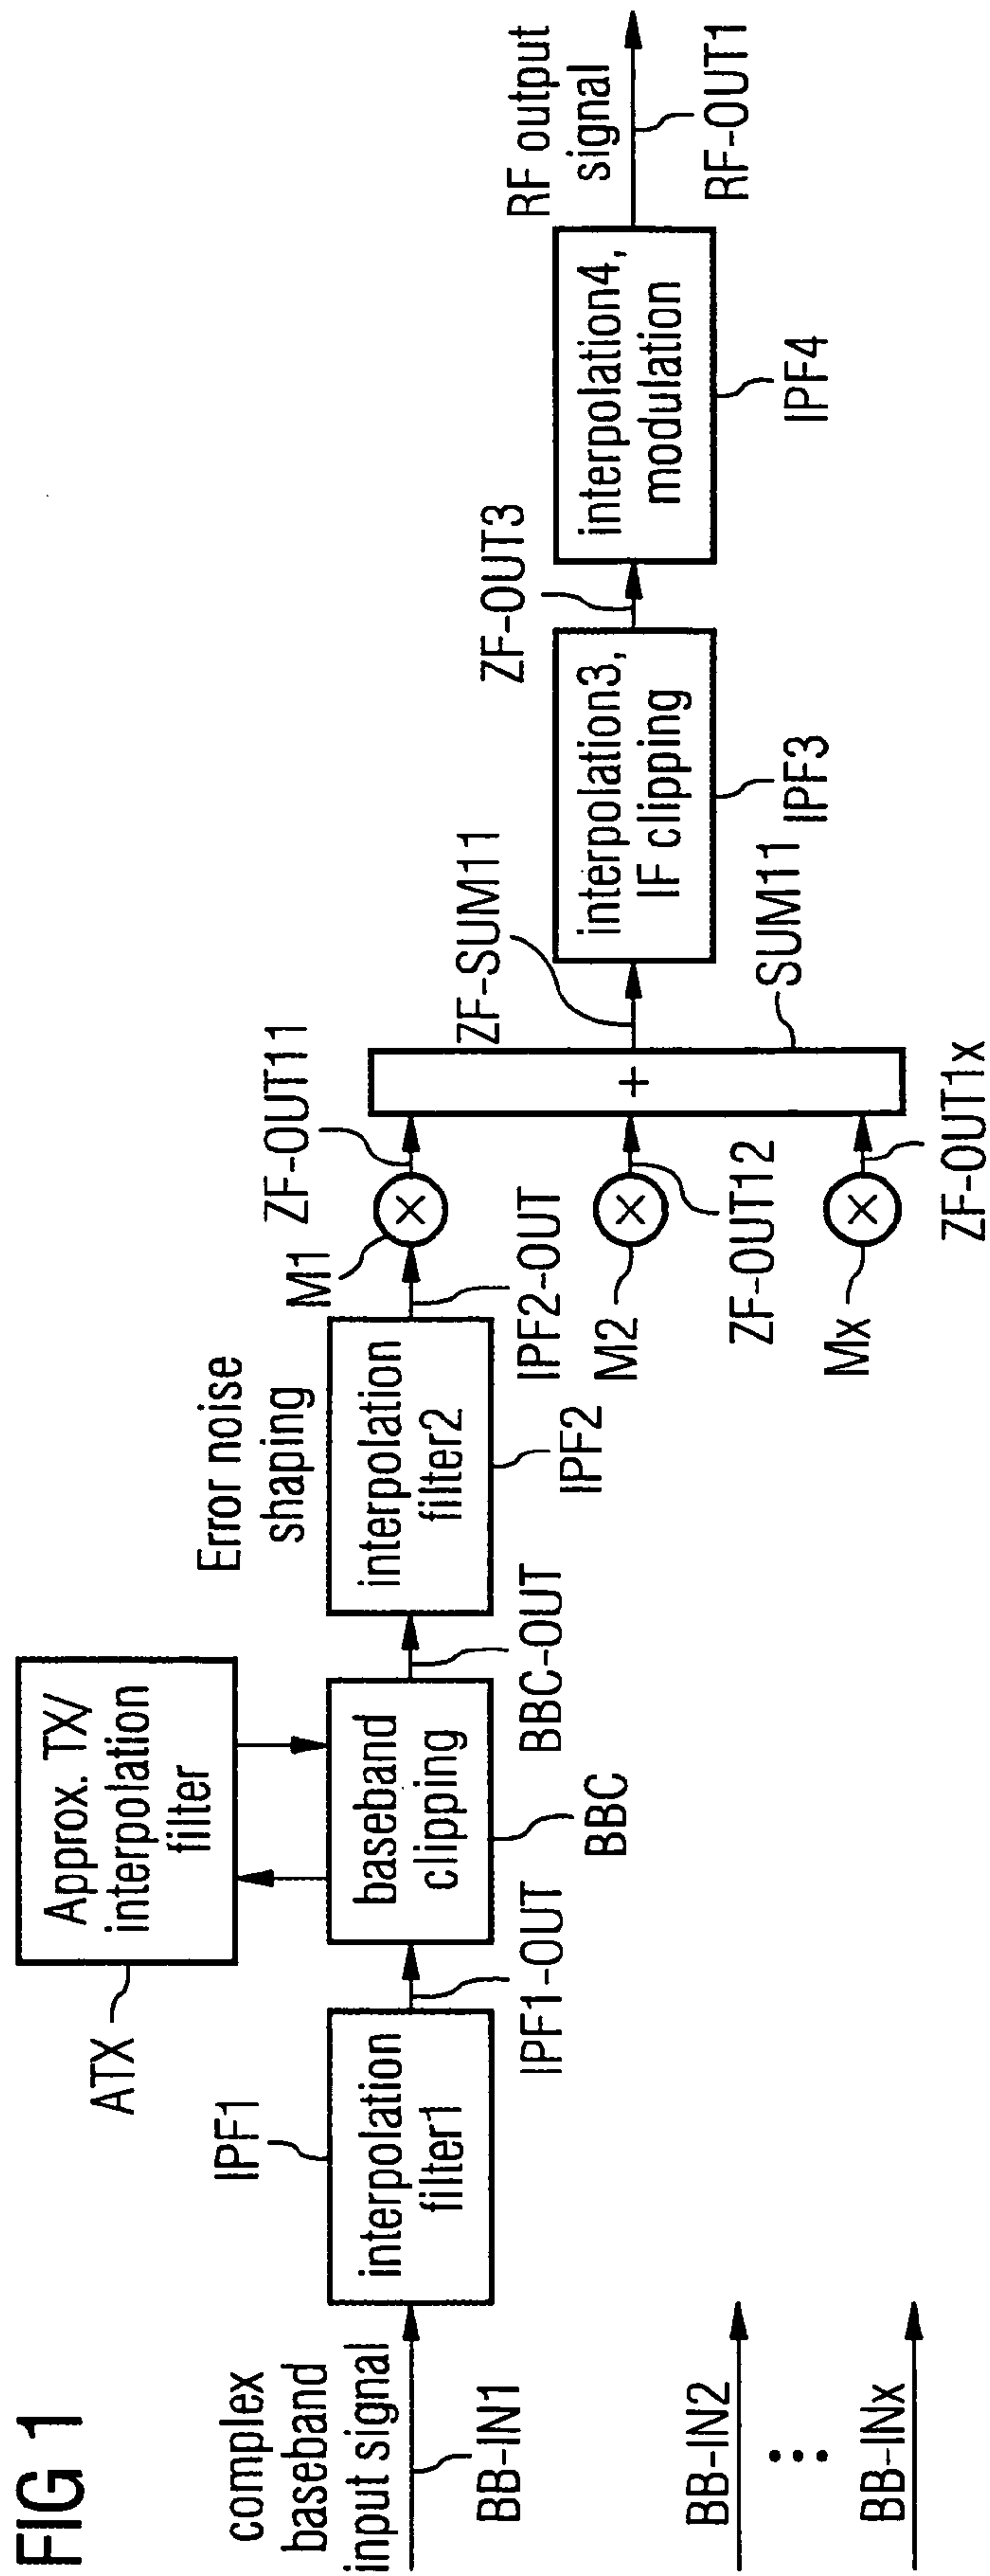 FIG 1
complex
baseband
input signal
BB-IN1
BB-IN2
BB-INx
IPF1
interpolation
filter1
IPF1-OUT
ATX
Approx. TX/
interpolation
filter
baseband
clipping
BBC
BBC-OUT
Error noise
shaping
interpolation
filter2
IPF2
IPF2-OUT
M1
ZF-OUT11
M2
ZF-OUT12
Mx
ZF-OUT1x
+
SUM11
ZF-SUM11
interpolation3,
IF clipping
IPF3
ZF-OUT3
interpolation4,
modulation
IPF4
RF output
signal
RF-OUT1